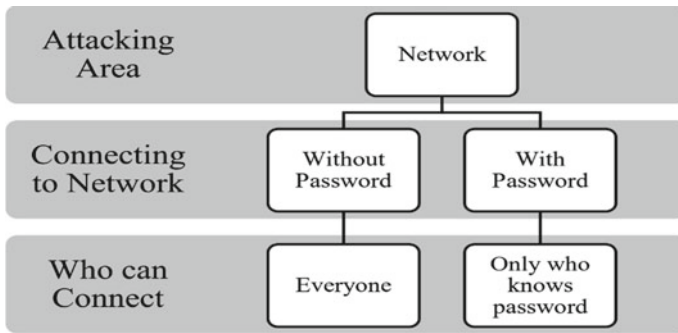 Attacking
Area
Network
Connecting
to Network
Without
Password
With
Password
Who can
Connect
Everyone
Only who
knows
password